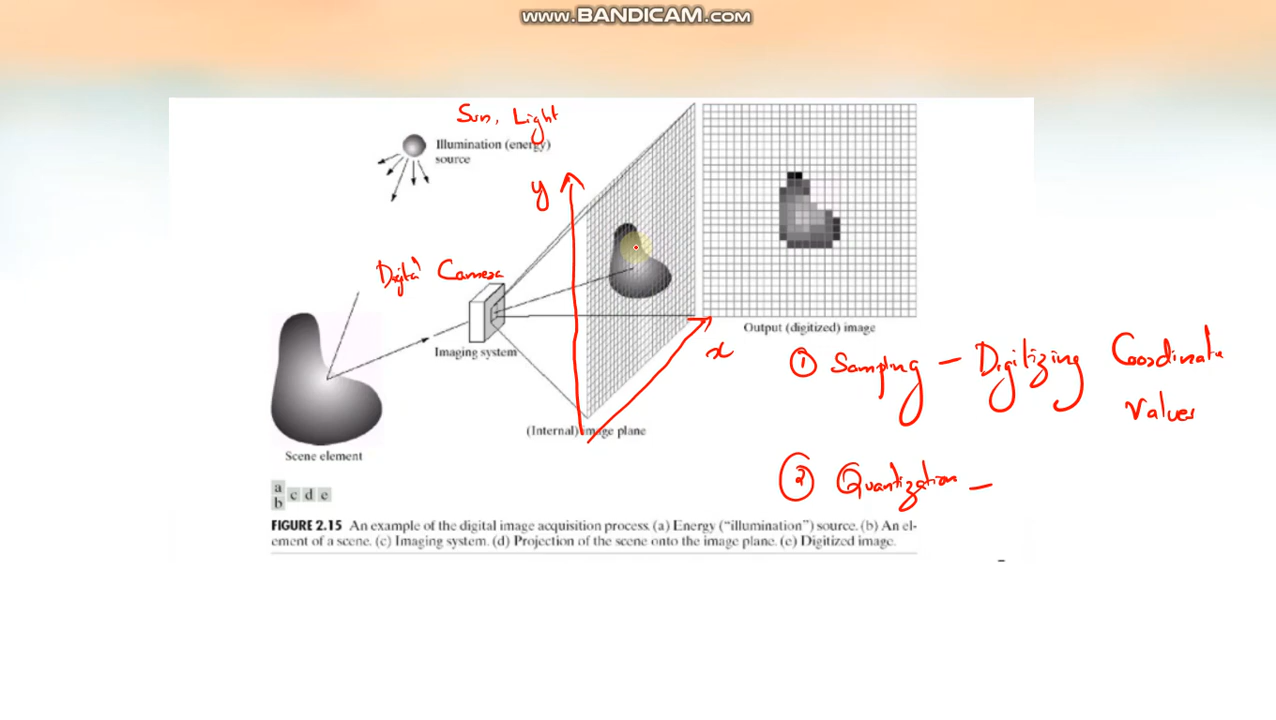 www.BANDICAM.com
Sun, Light
Illumination (energy)
source
y
Digital Camera
Imaging system
x
Output (digitized) image
① Sampling – Digitizing Coordinate
Values
(Internal) image plane
Scene element
② Quantization –
a
b c d e
FIGURE 2.15 An example of the digital image acquisition process. (a) Energy (“illumination”) source. (b) An el-
ement of a scene. (c) Imaging system. (d) Projection of the scene onto the image plane. (e) Digitized image.